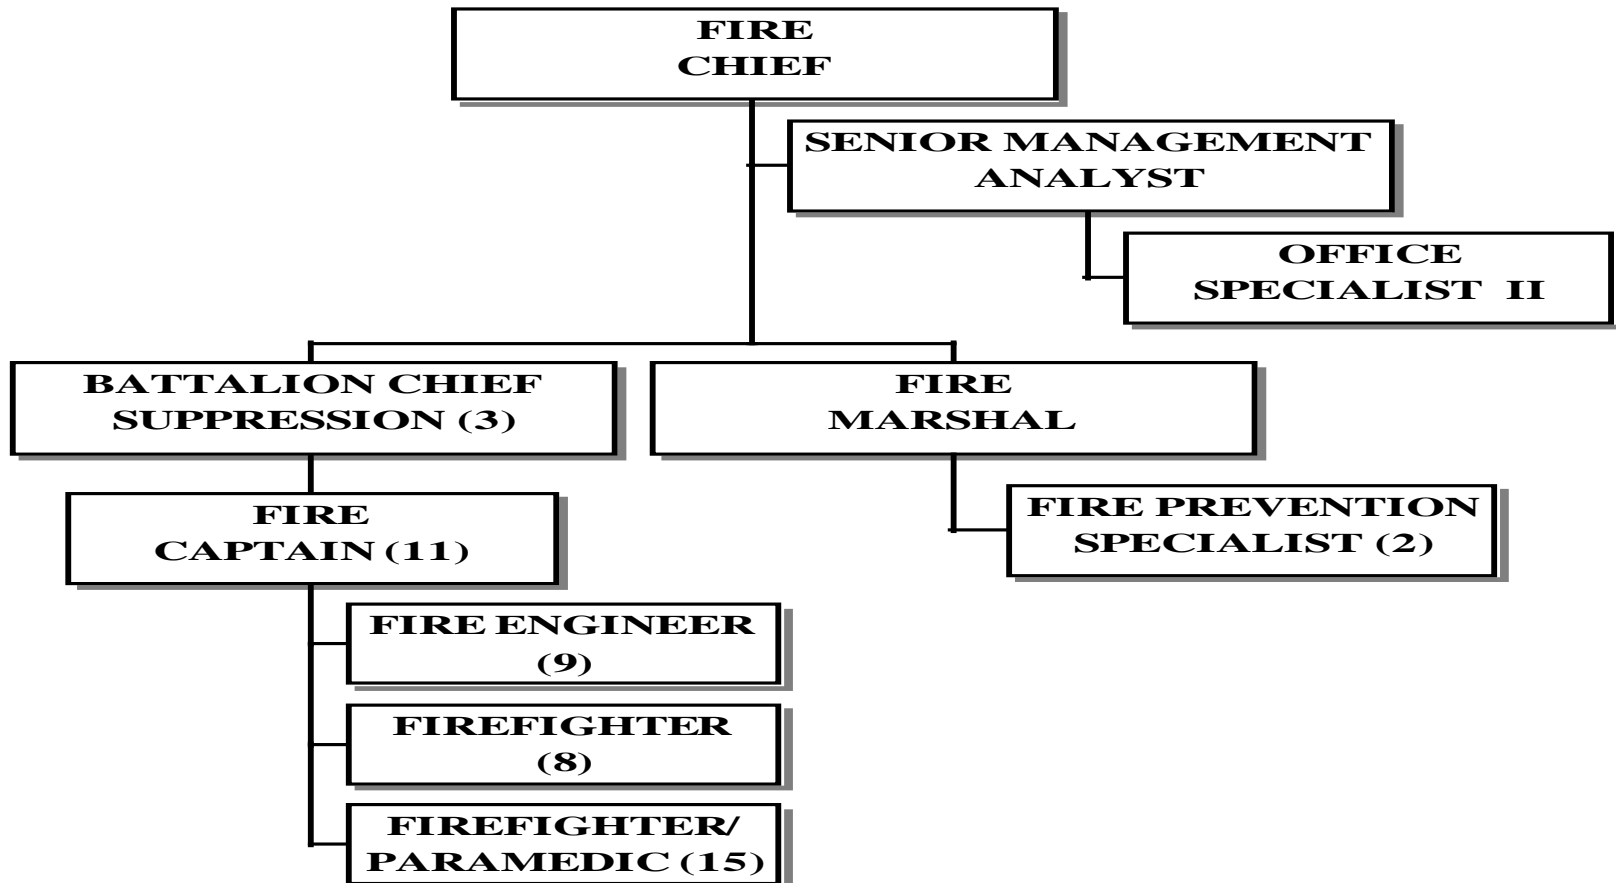 FIRE
CHIEF
SENIOR MANAGEMENT
ANALYST
OFFICE
SPECIALIST II
BATTALION CHIEF
SUPPRESSION (3)
FIRE
MARSHAL
FIRE
CAPTAIN (11)
FIRE PREVENTION
SPECIALIST (2)
FIRE ENGINEER
(9)
FIREFIGHTER
(8)
FIREFIGHTER/
PARAMEDIC (15)